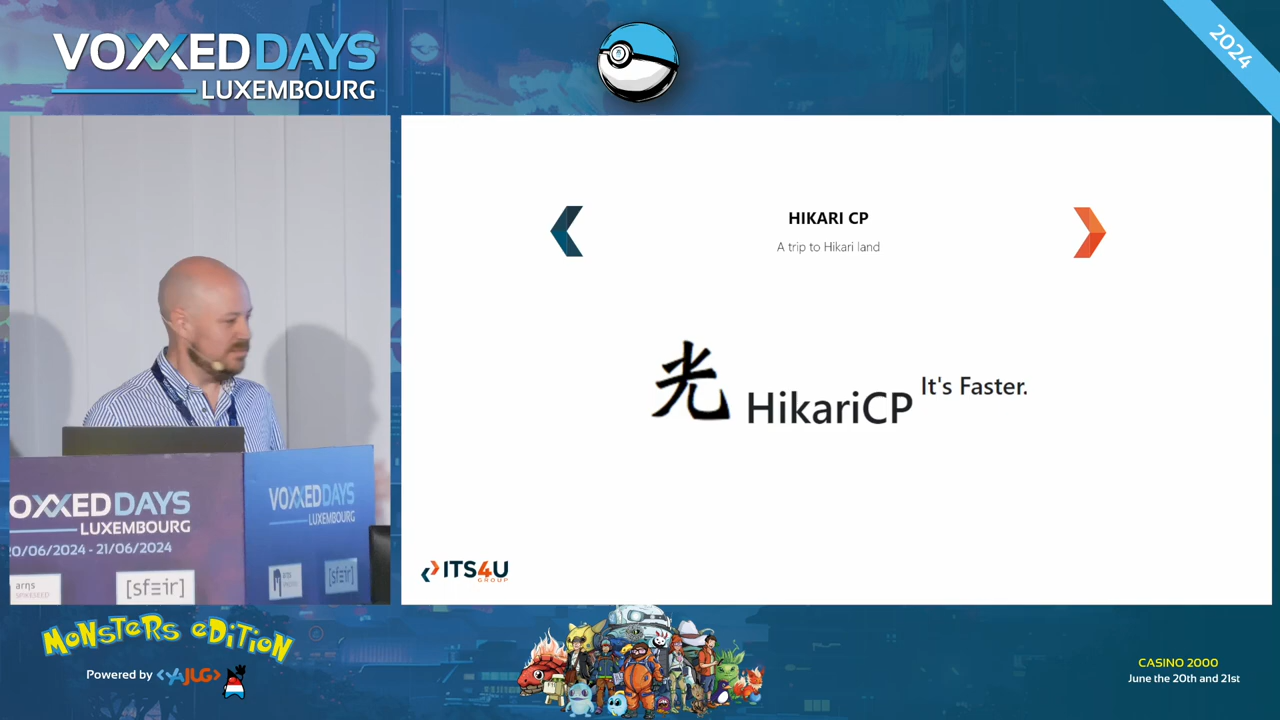 VOXXED DAYS
LUXEMBOURG
2024
HIKARI CP
A trip to Hikari land
光 HikariCP It's Faster.
ITS4U
GROUP
VOXXED DAYS
LUXEMBOURG
20/06/2024 - 21/06/2024
arηs
[sfeir]
VOXXED DAYS
LUXEMBOURG
[sfeir]
MONSTERS EDITION
Powered by <YAJUG>
CASINO 2000
June the 20th and 21st